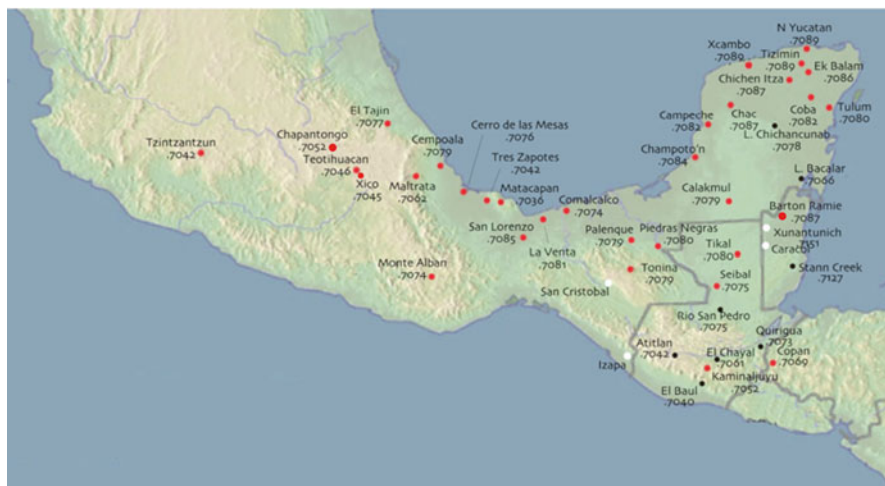 N Yucatan
.7089
Xcambo
.7089
Tizimin
.7089
Ek Balam
.7086
Chichen Itza
.7087
El Tajin
.7077
Cerro de las Mesas
.7076
Campeche
.7082
Chac
.7087
Coba
.7082
Tulum
.7080
L. Chichancunab
.7078
Tzintzantzun
.7042
Chapantongo
.7052
Cempoala
.7079
Tres Zapotes
.7042
Champoto'n
.7084
Teotihuacan
.7046
Xico
.7045
Maltrata
.7062
Matacapan
.7036
Comalcalco
.7074
Calakmul
.7079
L. Bacalar
.7066
Barton Ramie
.7087
San Lorenzo
.7085
La Venta
.7081
Palenque
.7079
Piedras Negras
.7080
Xunantunich
.7151
Caracol
Tikal
.7080
Monte Alban
.7074
Tonina
.7079
Seibal
.7075
Stann Creek
.7127
San Cristobal
Rio San Pedro
.7075
Quirigua
.7073
Izapa
Atitlan
.7042
El Chayal
.7061
Copan
.7069
Kaminaljuyu
.7052
El Baul
.7040